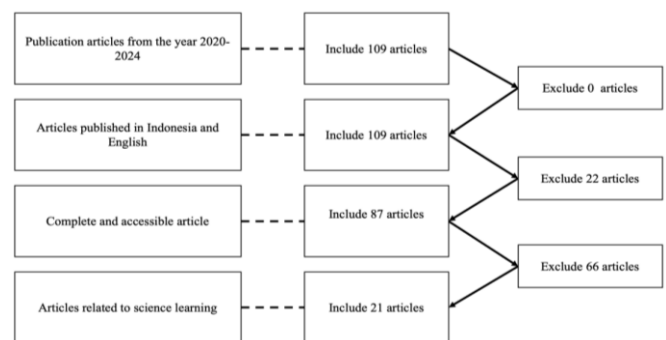 Publication articles from the year 2020-
2024
Include 109 articles
Exclude 0 articles
Articles published in Indonesia and
English
Include 109 articles
Exclude 22 articles
Complete and accessible article
Include 87 articles
Exclude 66 articles
Articles related to science learning
Include 21 articles